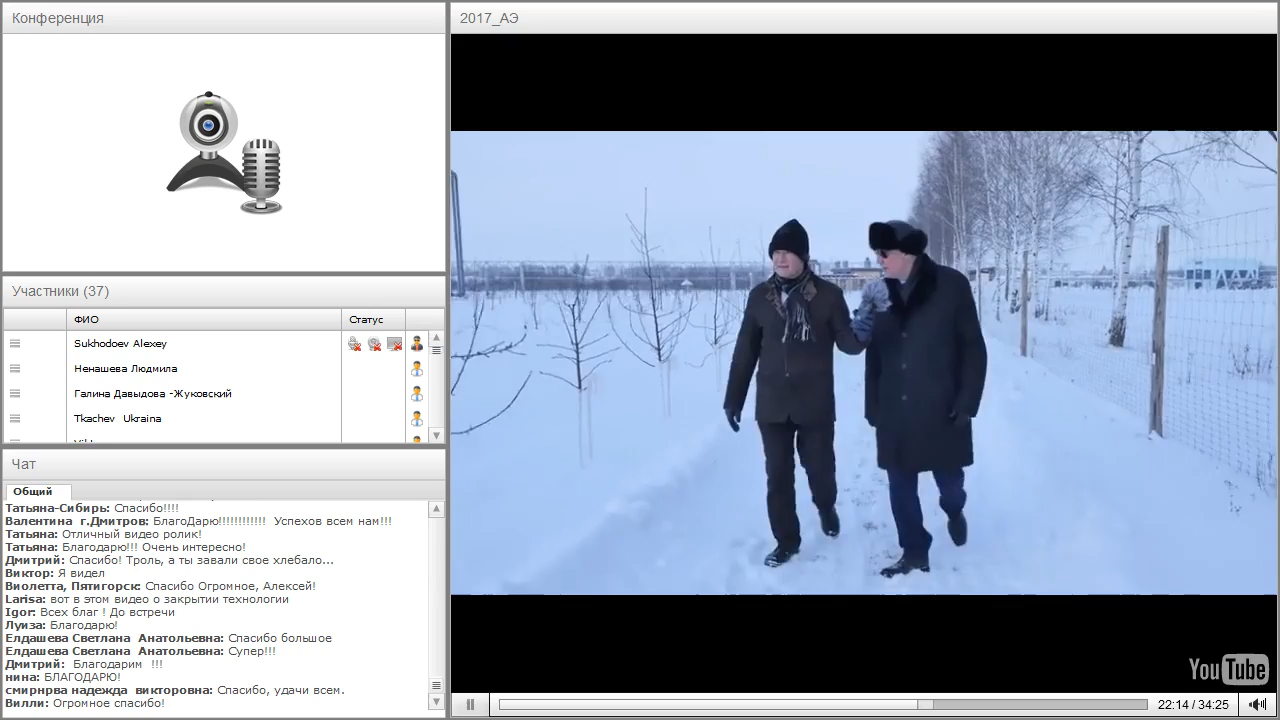 Конференция
2017_АЭ
Участники (37)
ФИО Статус
Sukhodoev Alexey
Ненашева Людмила
Галина Давыдова -Жуковский
Tkachev Ukraina
Чат
Общий
Татьяна-Сибирь: Спасибо!!!!
Валентина г.Дмитров: БлагоДарю!!!!!!!!!!!! Успехов всем нам!!!
Татьяна: Отличный видео ролик!
Татьяна: Благодарю!!! Очень интересно!
Дмитрий: Спасибо! Троль, а ты завали свое хлебало...
Виктор: Я видел
Виолетта, Пятигорск: Спасибо Огромное, Алексей!
Larisa: вот в этом видео о закрытии технологии
Igor: Всех благ ! До встречи
Луиза: Благодарю!
Елдашева Светлана Анатольевна: Спасибо большое
Елдашева Светлана Анатольевна: Супер!!!
Дмитрий: Благодарим !!!
нина: БЛАГОДАРЮ!
смирнрва надежда викторовна: Спасибо, удачи всем.
Вилли: Огромное спасибо!
YouTube
22:14 / 34:25